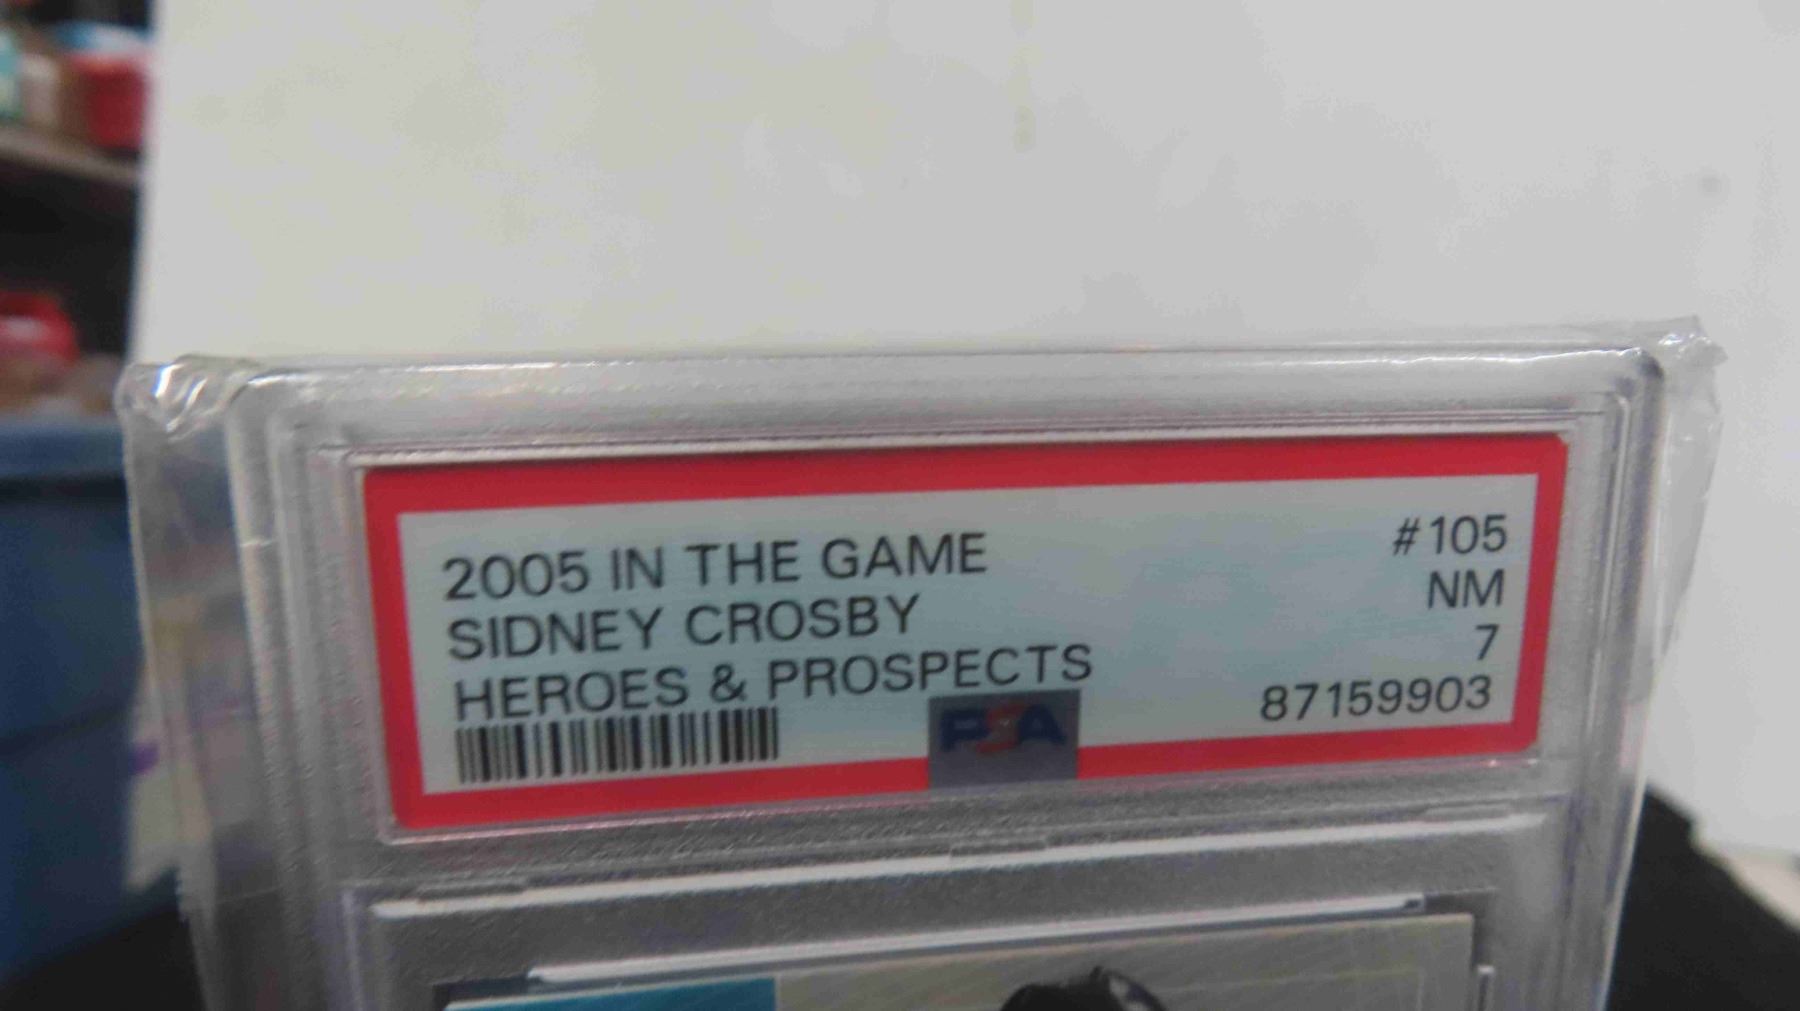 2005 IN THE GAME #105
SIDNEY CROSBY NM
HEROES & PROSPECTS 7
PSA 87159903